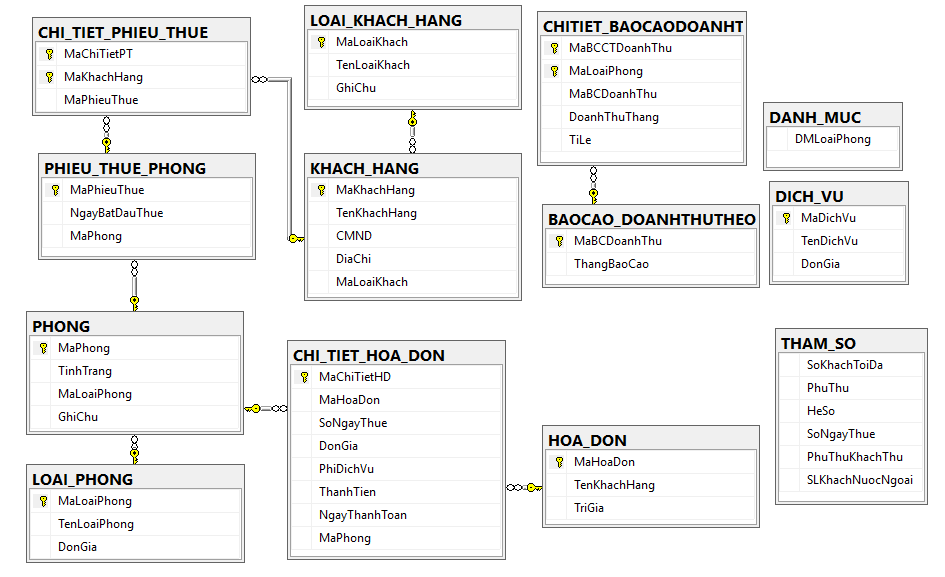 CHI_TIET_PHIEU_THUE
MaChiTietPT
MaKhachHang
MaPhieuThue
LOAI_KHACH_HANG
MaLoaiKhach
TenLoaiKhach
GhiChu
CHITIET_BAOCAODOANHT
MaBCCTDoanhThu
MaLoaiPhong
MaBCDoanhThu
DoanhThuThang
TiLe
DANH_MUC
DMLoaiPhong
PHIEU_THUE_PHONG
MaPhieuThue
NgayBatDauThue
MaPhong
KHACH_HANG
MaKhachHang
TenKhachHang
CMND
DiaChi
MaLoaiKhach
BAOCAO_DOANHTHUTHEO
MaBCDoanhThu
ThangBaoCao
DICH_VU
MaDichVu
TenDichVu
DonGia
PHONG
MaPhong
TinhTrang
MaLoaiPhong
GhiChu
CHI_TIET_HOA_DON
MaChiTietHD
MaHoaDon
SoNgayThue
DonGia
PhiDichVu
ThanhTien
NgayThanhToan
MaPhong
THAM_SO
SoKhachToiDa
PhuThu
HeSo
SoNgayThue
PhuThuKhachThu
SLKhachNuocNgoai
HOA_DON
MaHoaDon
TenKhachHang
TriGia
LOAI_PHONG
MaLoaiPhong
TenLoaiPhong
DonGia